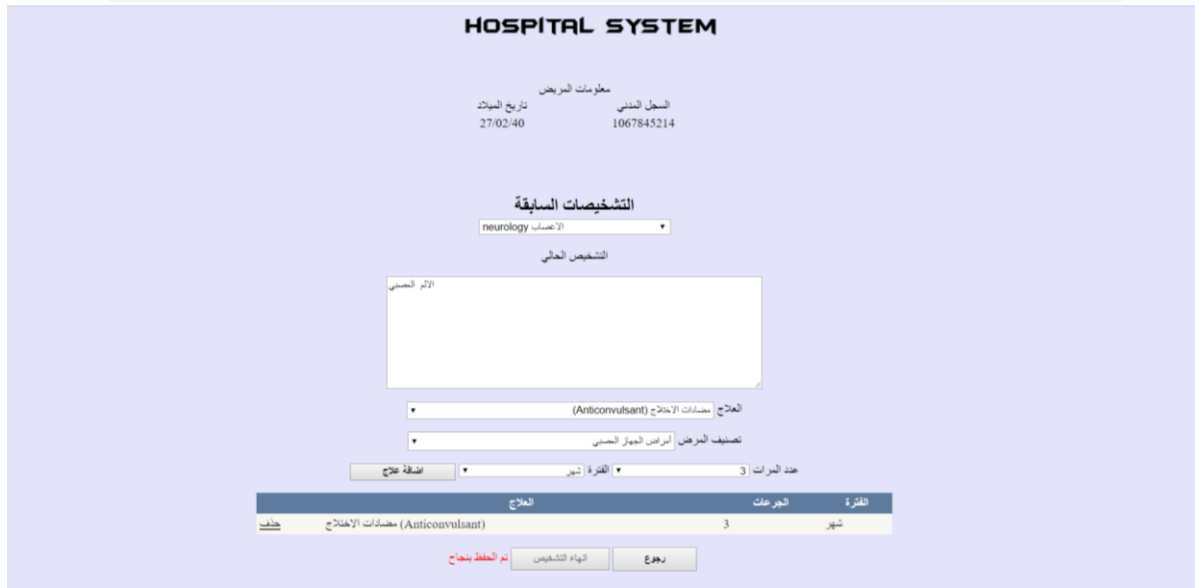 HOSPITAL SYSTEM
معلومات المريض
السجل المدني تاريخ الميلاد
1067845214 27/02/40
التشخيصات السابقة
الاعصاب neurology
التشخيص الحالي
الالم العصبي
العلاج مضادات الاختلاج (Anticonvulsant)
تصنيف المرض أمراض الجهاز العصبي
عدد المرات 3 الفترة شهر اضافة علاج
الفترة الجرعات العلاج
شهر 3 (Anticonvulsant) مضادات الاختلاج حذف
رجوع انهاء التشخيص تم الحفظ بنجاح